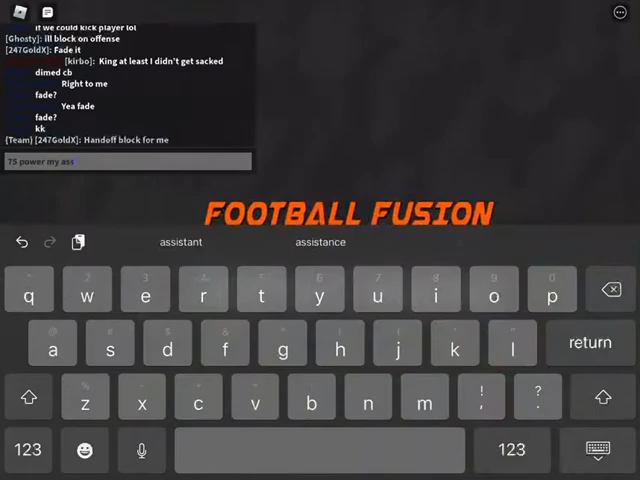 if we could kick player lol
[Ghosty]: ill block on offense
[247GoldX]: Fade it
[kirbo]: King at least I didn't get sacked
dimed cb
Right to me
fade?
Yea fade
fade?
kk
{Team} [247GoldX]: Handoff block for me
75 power my ass
FOOTBALL FUSION
assistant assistance
q w e r t y u i o p
a s d f g h j k l return
z x c v b n m ! , ? .
123 123